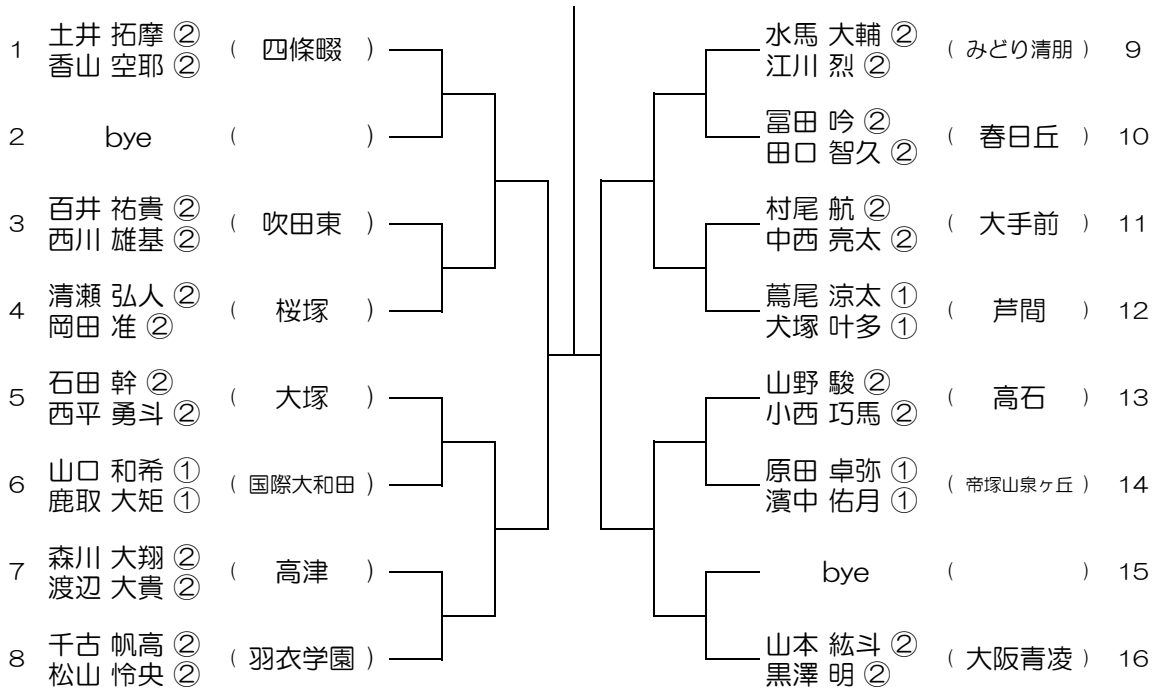 1 土井 拓摩 ② ( 四條畷 )
香山 空耶 ②
2 bye ( )
3 百井 祐貴 ② ( 吹田東 )
西川 雄基 ②
4 清瀬 弘人 ② ( 桜塚 )
岡田 准 ②
5 石田 幹 ② ( 大塚 )
西平 勇斗 ②
6 山口 和希 ① ( 国際大和田 )
鹿取 大矩 ①
7 森川 大翔 ② ( 高津 )
渡辺 大貴 ②
8 千古 帆高 ② ( 羽衣学園 )
松山 怜央 ②
水馬 大輔 ② ( みどり清朋 ) 9
江川 烈 ②
冨田 吟 ② ( 春日丘 ) 10
田口 智久 ②
村尾 航 ② ( 大手前 ) 11
中西 亮太 ②
蔦尾 涼太 ① ( 芦間 ) 12
犬塚 叶多 ①
山野 駿 ② ( 高石 ) 13
小西 巧馬 ②
原田 卓弥 ① ( 帝塚山泉ヶ丘 ) 14
濱中 佑月 ①
bye ( ) 15
山本 紘斗 ② ( 大阪青凌 ) 16
黒澤 明 ②